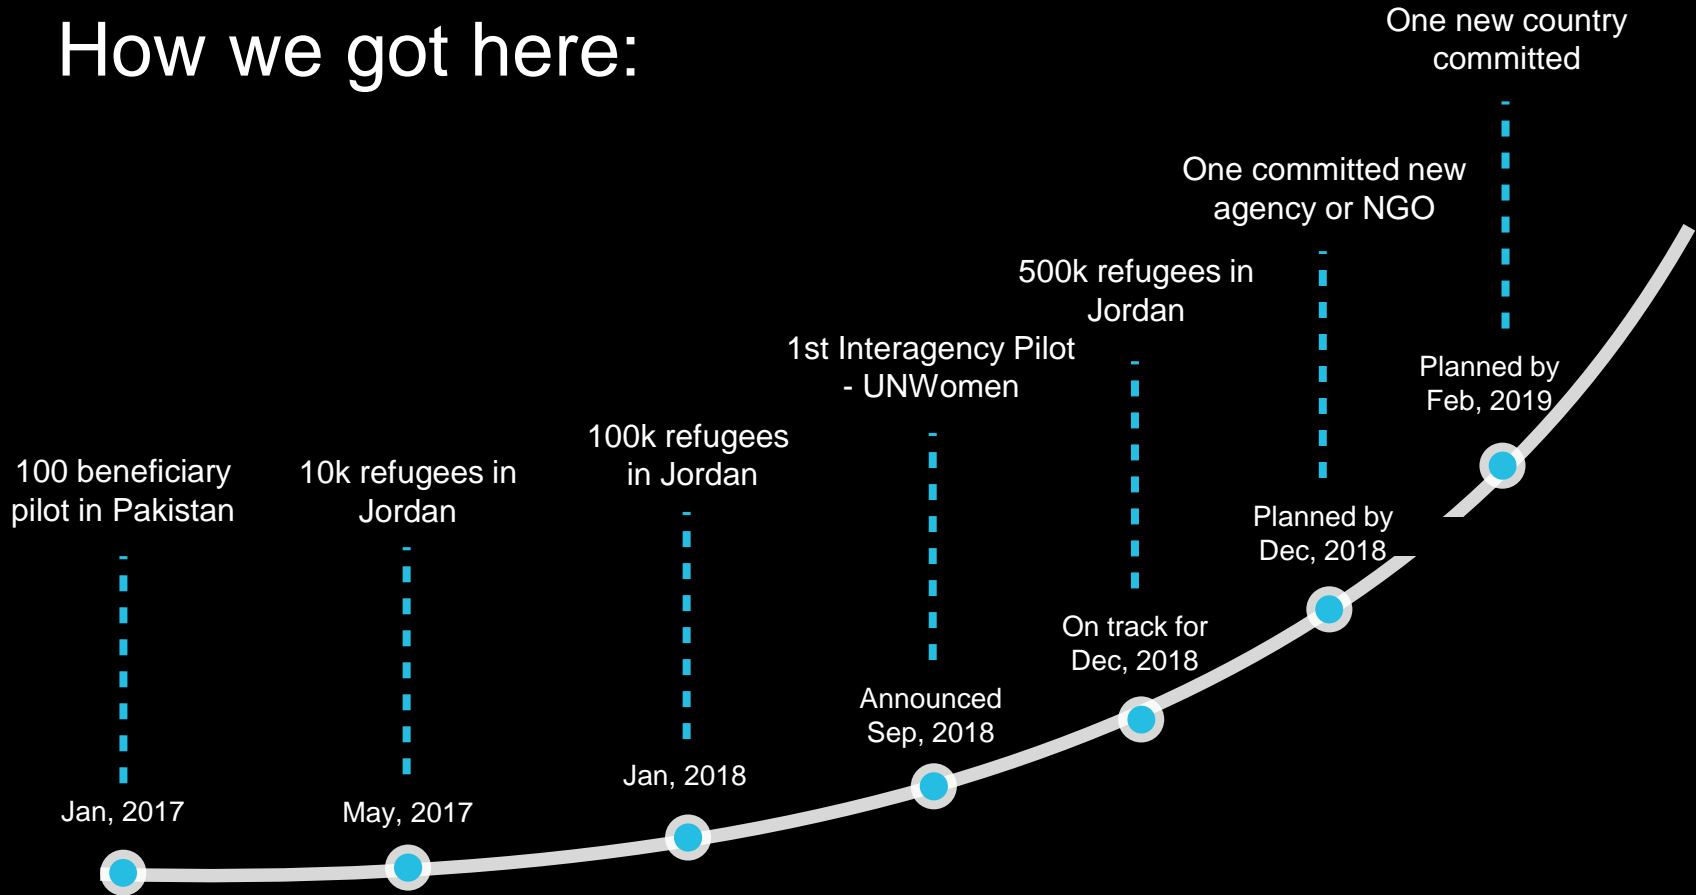 How we got here:
100 beneficiary
pilot in Pakistan
Jan, 2017
10k refugees in
Jordan
May, 2017
100k refugees
in Jordan
Jan, 2018
1st Interagency Pilot
- UNWomen
Announced
Sep, 2018
500k refugees in
Jordan
On track for
Dec, 2018
One committed new
agency or NGO
Planned by
Dec, 2018
One new country
committed
Planned by
Feb, 2019